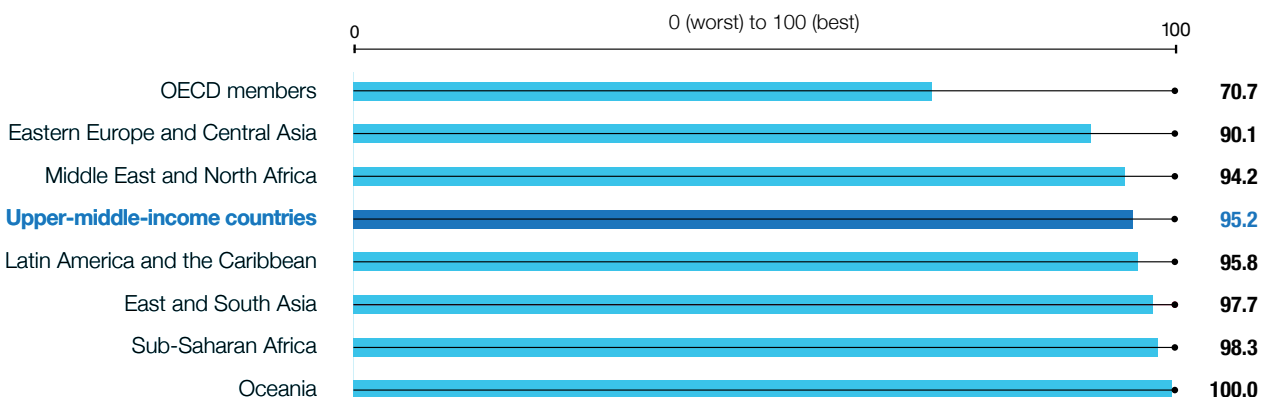 0 (worst) to 100 (best)
0 100
OECD members 70.7
Eastern Europe and Central Asia 90.1
Middle East and North Africa 94.2
Upper-middle-income countries 95.2
Latin America and the Caribbean 95.8
East and South Asia 97.7
Sub-Saharan Africa 98.3
Oceania 100.0